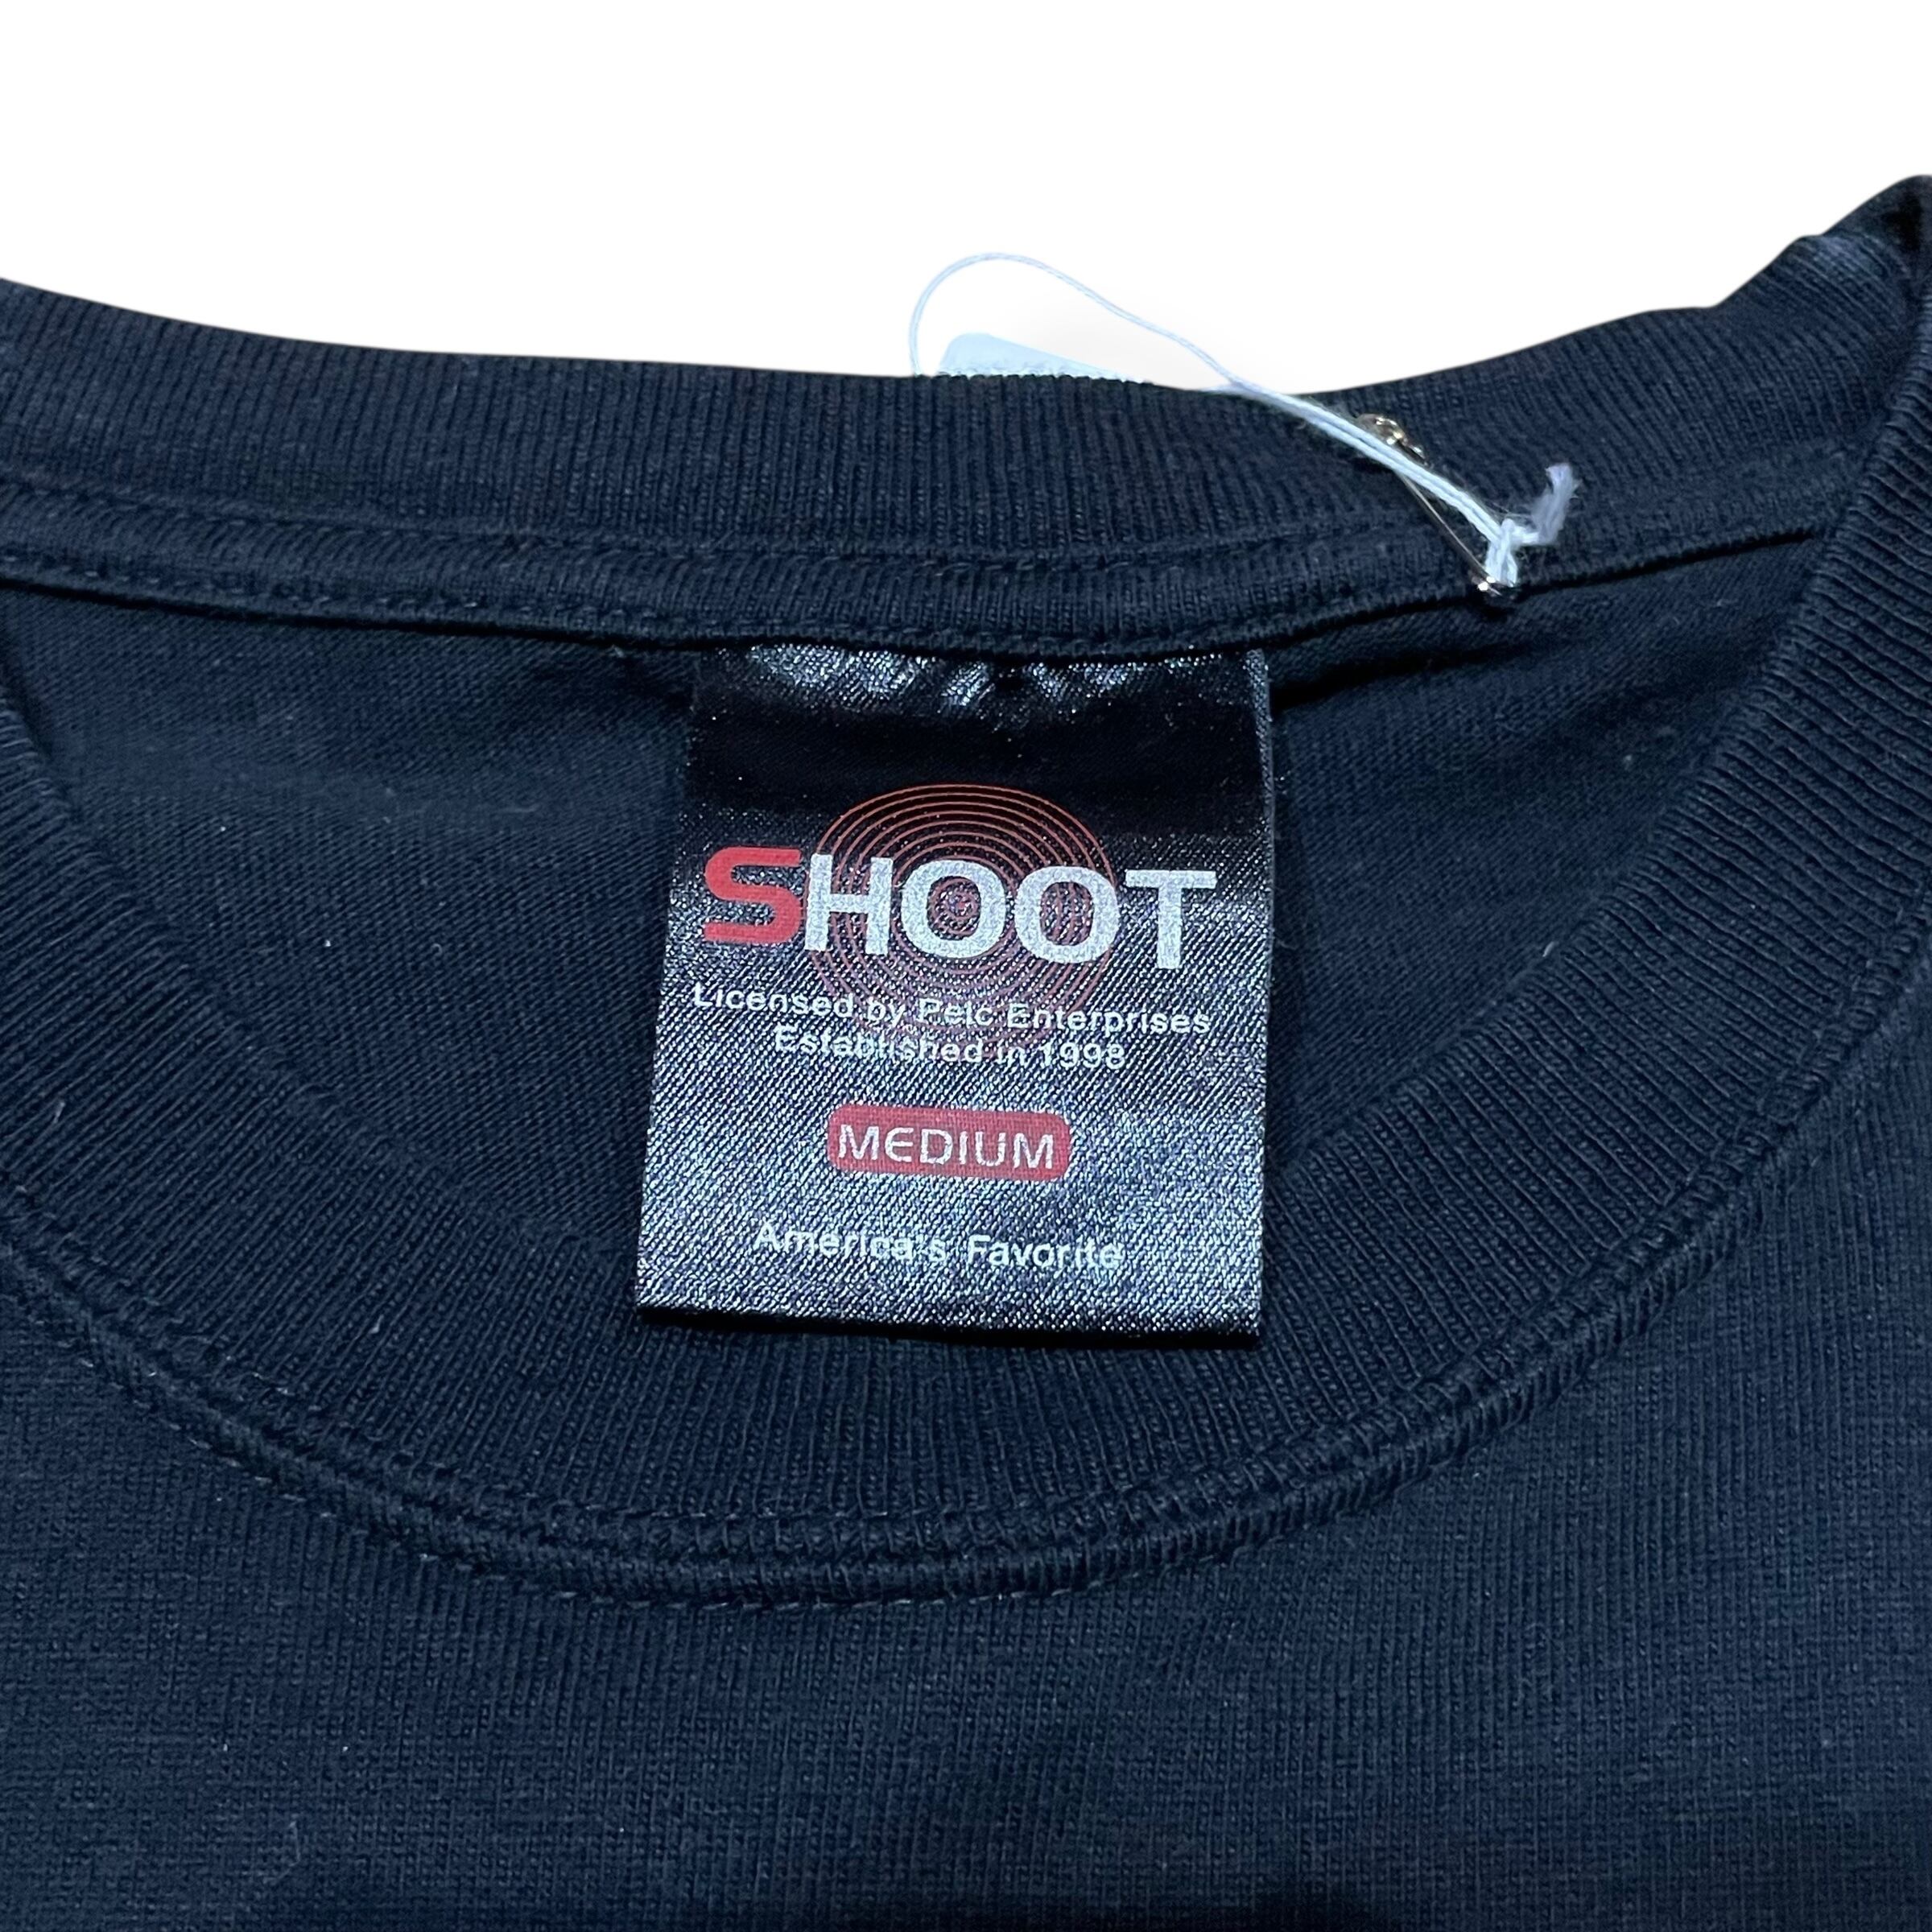 SHOOT
Licensed by Pelc Enterprises
Established in 1998
MEDIUM
America's Favorite